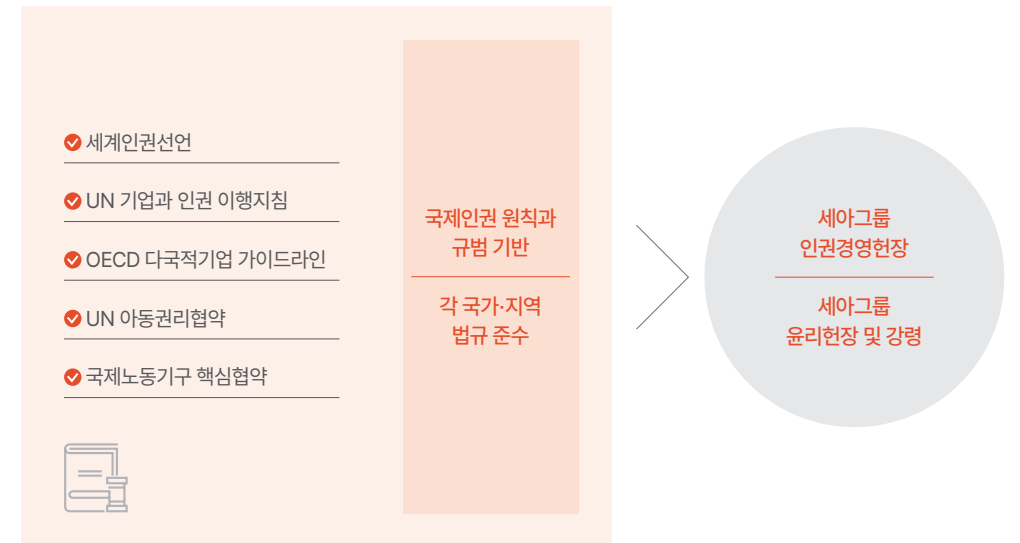 세계인권선언
UN 기업과 인권 이행지침
OECD 다국적기업 가이드라인
UN 아동권리협약
국제노동기구 핵심협약
국제인권 원칙과
규범 기반
각 국가·지역
법규 준수
세아그룹
인권경영헌장
세아그룹
윤리헌장 및 강령